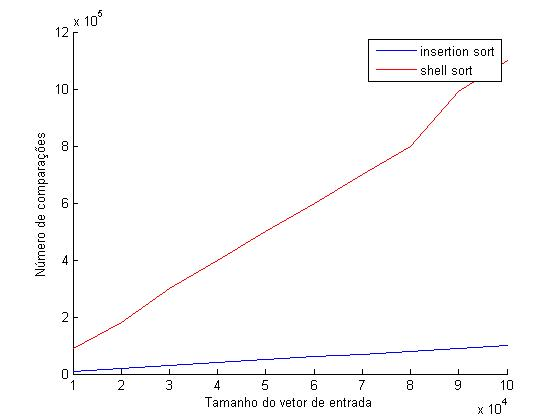 x 10^5
12
10
8
6
4
2
0
Número de comparações
insertion sort
shell sort
1 2 3 4 5 6 7 8 9 10
Tamanho do vetor de entrada
x 10^4